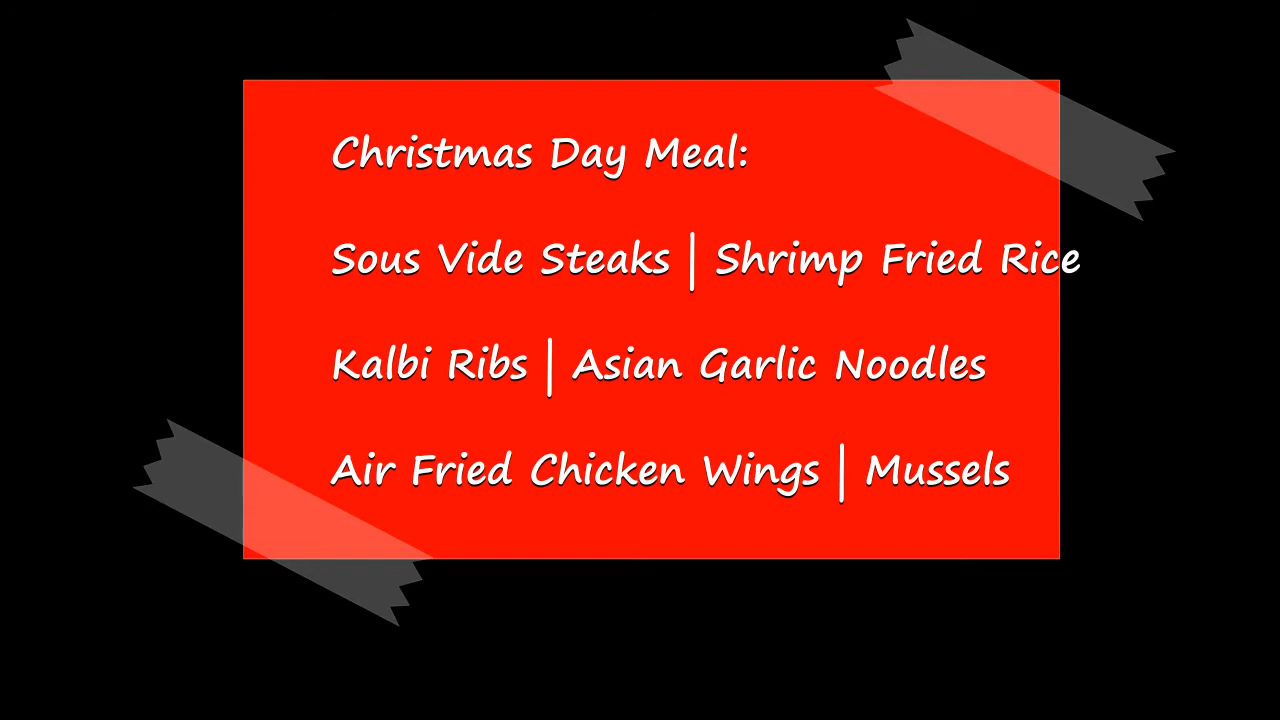 Christmas Day Meal:
Sous Vide Steaks | Shrimp Fried Rice
Kalbi Ribs | Asian Garlic Noodles
Air Fried Chicken Wings | Mussels